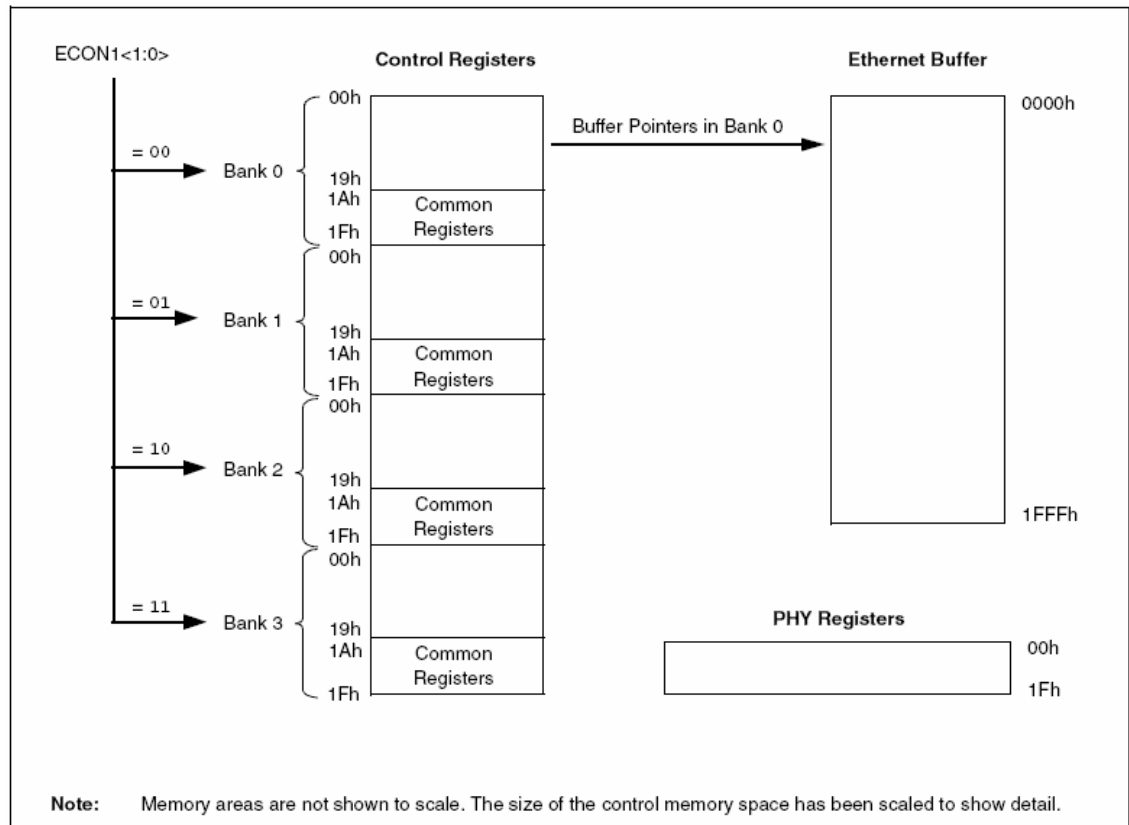 ECON1<1:0>
Control Registers
Ethernet Buffer
00h
0000h
Buffer Pointers in Bank 0
= 00
Bank 0
19h
1Ah
Common
Registers
1Fh
00h
= 01
Bank 1
19h
1Ah
Common
Registers
1Fh
00h
= 10
Bank 2
19h
1Ah
Common
Registers
1Fh
1FFFh
00h
= 11
Bank 3
19h
1Ah
Common
Registers
1Fh
PHY Registers
00h
1Fh
Note: Memory areas are not shown to scale. The size of the control memory space has been scaled to show detail.